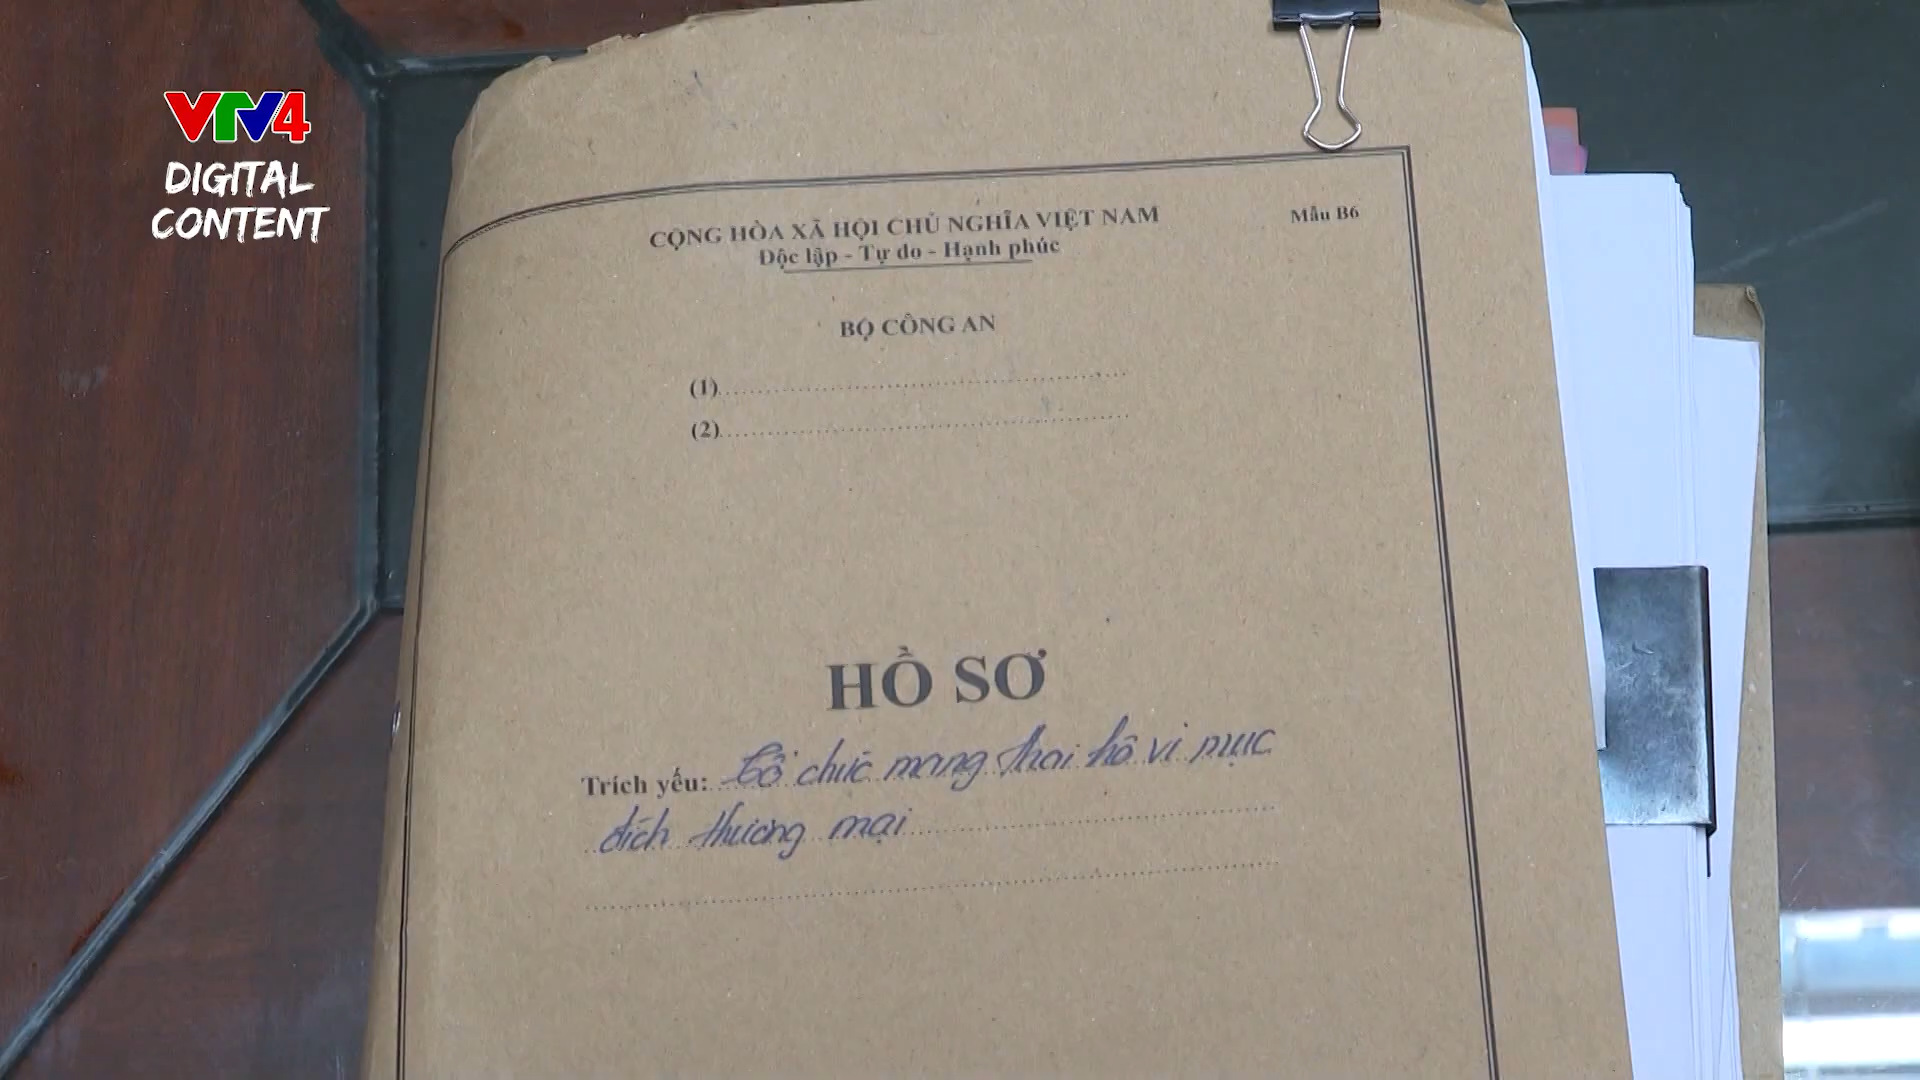 VTV4
DIGITAL
CONTENT
CỘNG HÒA XÃ HỘI CHỦ NGHĨA VIỆT NAM
Mẫu B6
Độc lập - Tự do - Hạnh phúc
BỘ CÔNG AN
(1)
(2)
HỒ SƠ
Trích yếu: Tổ chức mang thai hộ vì mục
đích thương mại